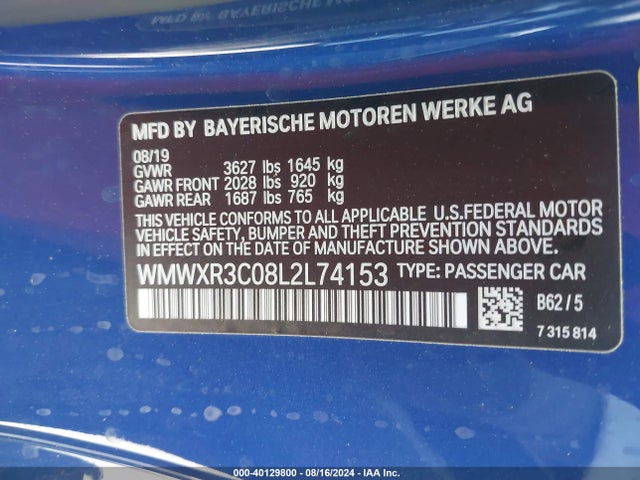 MFD BY BAYERISCHE MOTOREN WERKE AG
08/19
GVWR 3627 lbs 1645 kg
GAWR FRONT 2028 lbs 920 kg
GAWR REAR 1687 lbs 765 kg
THIS VEHICLE CONFORMS TO ALL APPLICABLE U.S.FEDERAL MOTOR
VEHICLE SAFETY, BUMPER AND THEFT PREVENTION STANDARDS
IN EFFECT ON THE DATE OF MANUFACTURE SHOWN ABOVE.
WMWXR3C08L2L74153 TYPE: PASSENGER CAR
B62/5
7 315 814
000-40129800 - 08/16/2024 - IAA Inc.